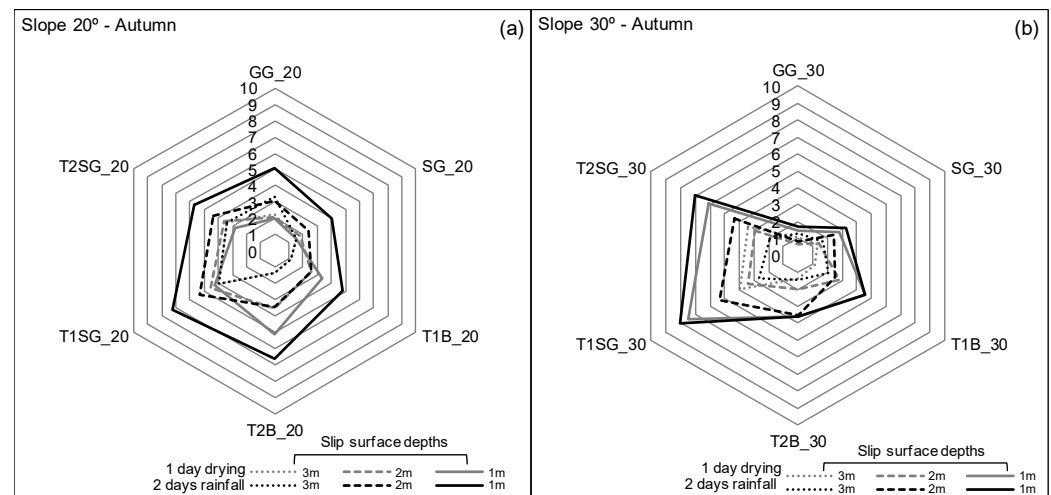 Slope 20º - Autumn
(a)
GG_20
10
9
8
7
6
5
4
3
2
1
0
T2SG_20
SG_20
T1SG_20
T1B_20
T2B_20
Slip surface depths
1 day drying 3m 2m 1m
2 days rainfall 3m 2m 1m
Slope 30º - Autumn
(b)
GG_30
10
9
8
7
6
5
4
3
2
1
0
T2SG_30
SG_30
T1SG_30
T1B_30
T2B_30
Slip surface depths
1 day drying 3m 2m 1m
2 days rainfall 3m 2m 1m